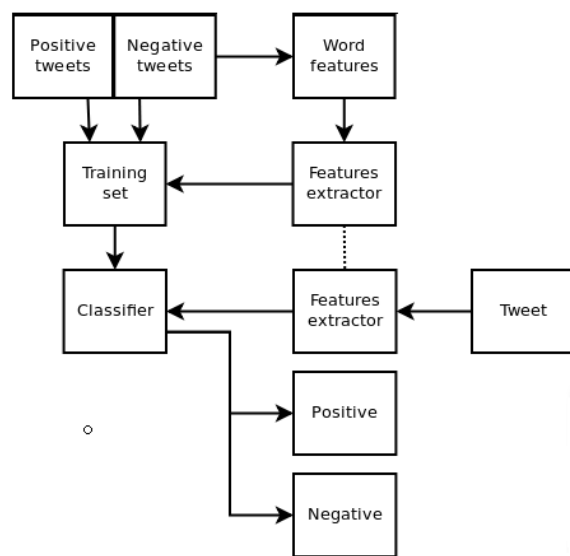 Positive
tweets
Negative
tweets
Word
features
Training
set
Features
extractor
Classifier
Features
extractor
Tweet
Positive
Negative